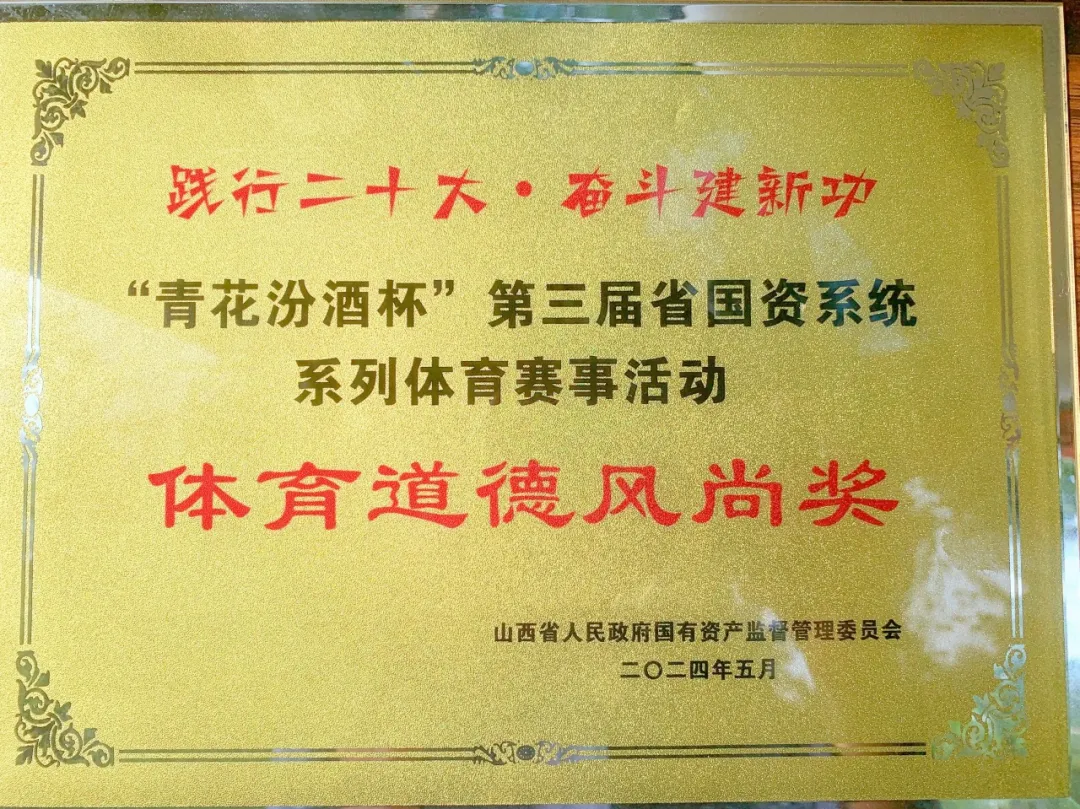 践行二十大·奋斗建新功
“青花汾酒杯”第三届省国资系统
系列体育赛事活动
体育道德风尚奖
山西省人民政府国有资产监督管理委员会
二〇二四年五月